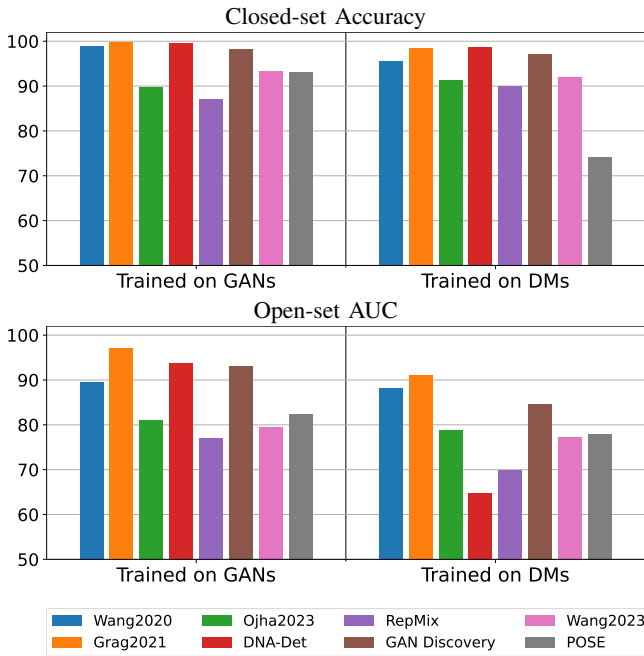 Closed-set Accuracy
100
90
80
70
60
50
Trained on GANs Trained on DMs
Open-set AUC
100
90
80
70
60
50
Trained on GANs Trained on DMs
Wang2020 Ojha2023 RepMix Wang2023
Grag2021 DNA-Det GAN Discovery POSE